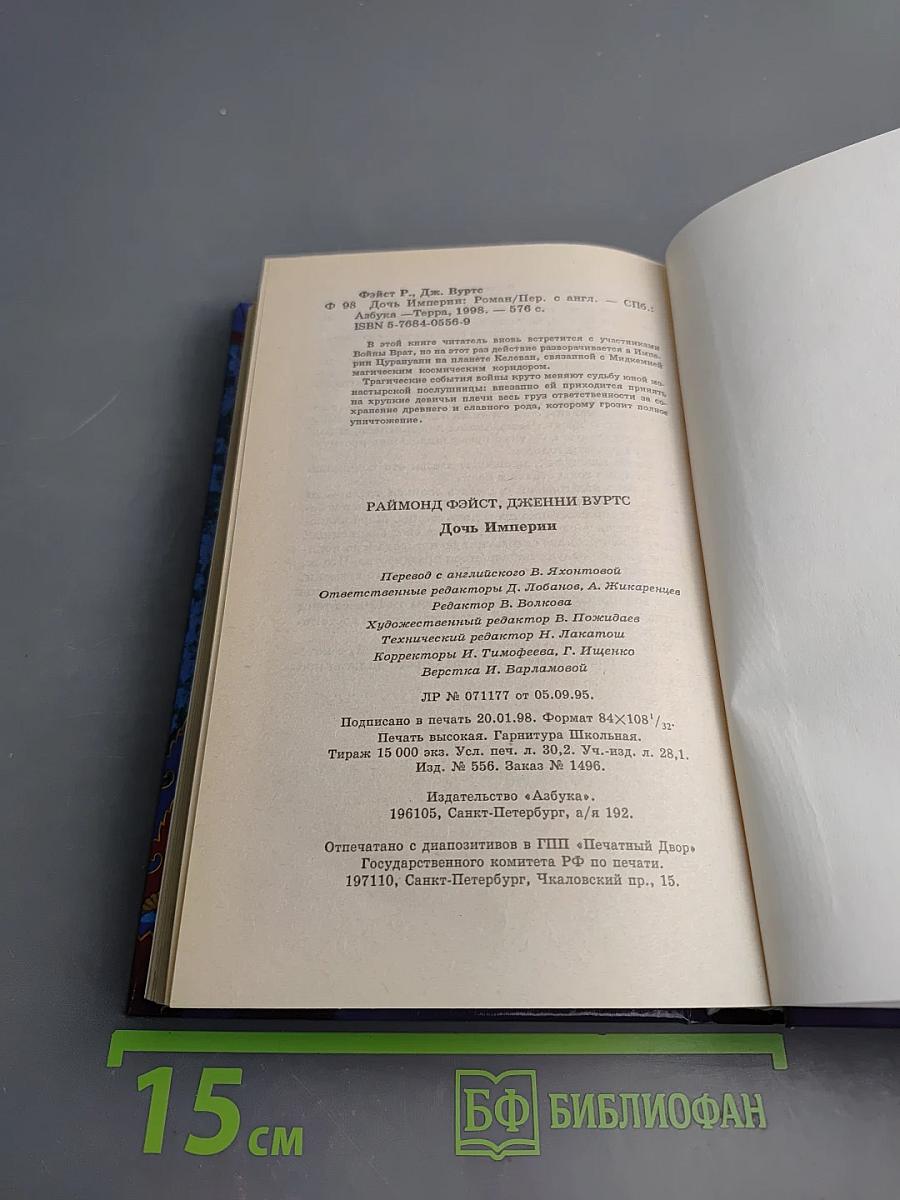 Фэйст Р., Дж. Вуртс
Ф 98 Дочь Империи: Роман/Пер. с англ. — СПб.:
Азбука —Терра, 1998. — 576 с.
ISBN 5-7684-0556-9
В этой книге читатель вновь встретится с участниками
Войны Врат, но на этот раз действие разворачивается в Импе-
рии Цурануани на планете Келеван, связанной с Мидкемией
магическим космическим коридором.
Трагические события войны круто меняют судьбу юной мо-
настырской послушницы: внезапно ей приходится принять
на хрупкие девичьи плечи весь груз ответственности за со-
хранение древнего и славного рода, которому грозит полное
уничтожение.
РАЙМОНД ФЭЙСТ, ДЖЕННИ ВУРТС
Дочь Империи
Перевод с английского В. Яхонтовой
Ответственные редакторы Д. Лобанов, А. Жикаренцев
Редактор В. Волкова
Художественный редактор В. Пожидаев
Технический редактор Н. Лакатош
Корректоры И. Тимофеева, Г. Ищенко
Верстка И. Варламовой
ЛР № 071177 от 05.09.95.
Подписано в печать 20.01.98. Формат 84×108 1/32.
Печать высокая. Гарнитура Школьная.
Тираж 15 000 экз. Усл. печ. л. 30,2. Уч.-изд. л. 28,1.
Изд. № 556. Заказ № 1496.
Издательство «Азбука».
196105, Санкт-Петербург, а/я 192.
Отпечатано с диапозитивов в ГПП «Печатный Двор»
Государственного комитета РФ по печати.
197110, Санкт-Петербург, Чкаловский пр., 15.
15 см
БФ БИБЛИОФАН